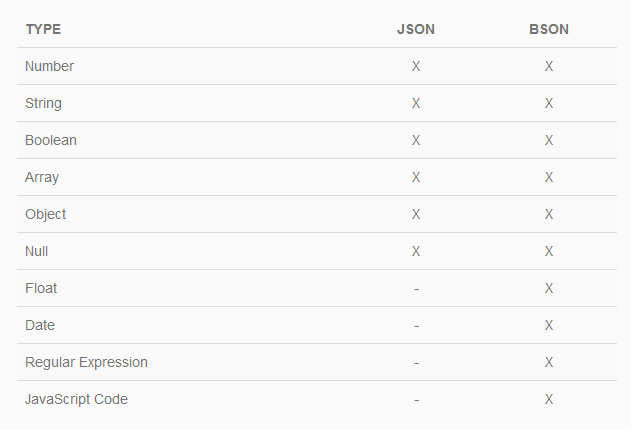 TYPE JSON BSON
Number X X
String X X
Boolean X X
Array X X
Object X X
Null X X
Float - X
Date - X
Regular Expression - X
JavaScript Code - X